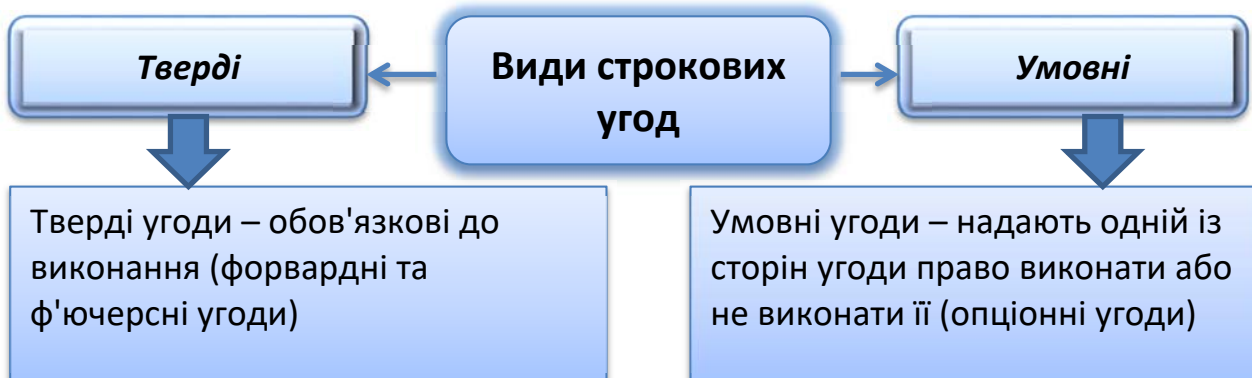 Види строкових
угод
Тверді
Умовні
Тверді угоди – обов'язкові до
виконання (форвардні та
ф'ючерсні угоди)
Умовні угоди – надають одній із
сторін угоди право виконати або
не виконати її (опціонні угоди)